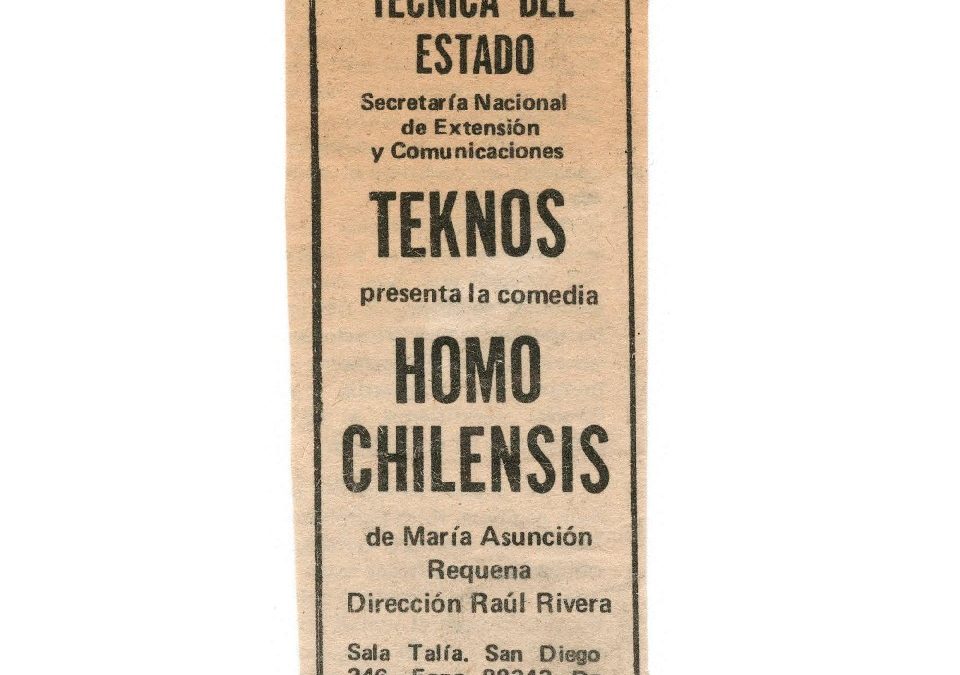 TÉCNICA DEL
ESTADO
Secretaría Nacional
de Extensión
y Comunicaciones
TEKNOS
presenta la comedia
HOMO
CHILENSIS
de María Asunción
Requena
Dirección Raúl Rivera
Sala Talía. San Diego